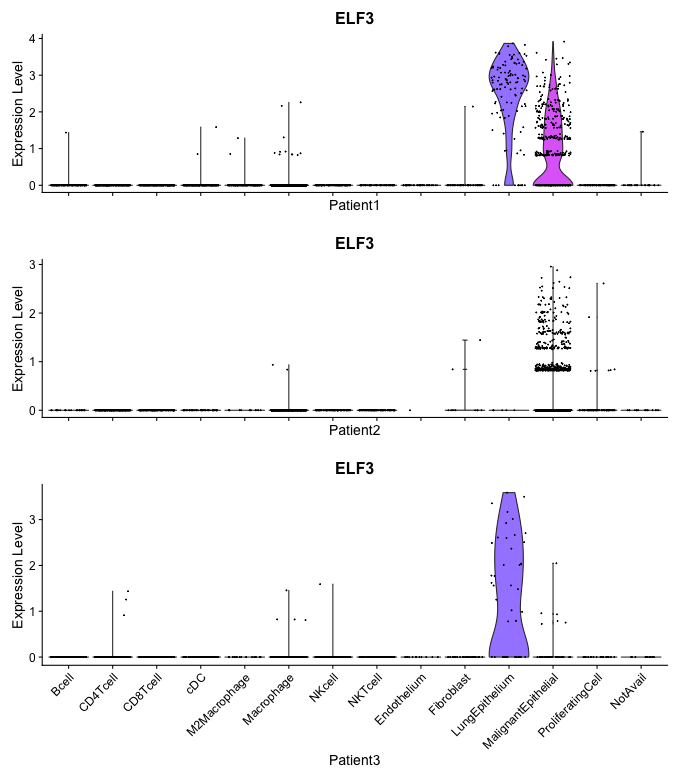 ELF3
Expression Level
4
3
2
1
0
Patient1
ELF3
Expression Level
3
2
1
0
Patient2
ELF3
Expression Level
3
2
1
0
Bcell
CD4Tcell
CD8Tcell
cDC
M2Macrophage
Macrophage
NKcell
NKTcell
Endothelium
Fibroblast
LungEpithelium
MalignantEpithelial
ProliferatingCell
NotAvail
Patient3